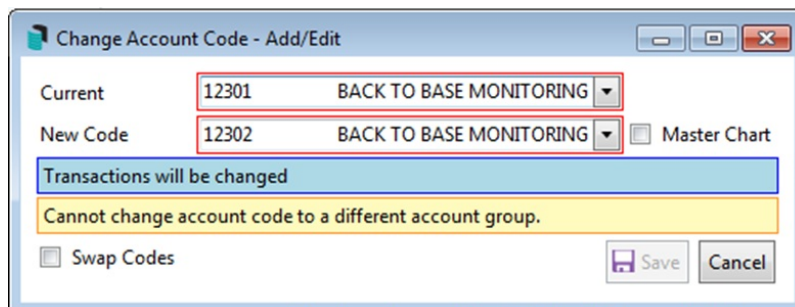 Change Account Code - Add/Edit
Current 12301 BACK TO BASE MONITORING
New Code 12302 BACK TO BASE MONITORING Master Chart
Transactions will be changed
Cannot change account code to a different account group.
Swap Codes Save Cancel